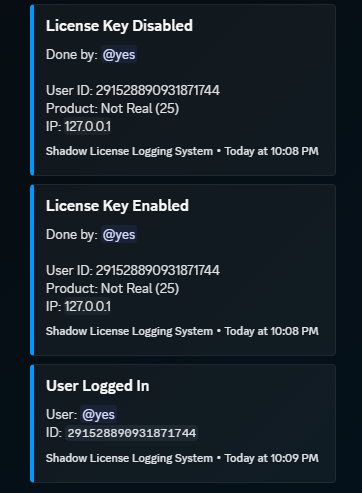 License Key Disabled
Done by: @yes
User ID: 291528890931871744
Product: Not Real (25)
IP: 127.0.0.1
Shadow License Logging System • Today at 10:08 PM
License Key Enabled
Done by: @yes
User ID: 291528890931871744
Product: Not Real (25)
IP: 127.0.0.1
Shadow License Logging System • Today at 10:08 PM
User Logged In
User: @yes
ID: 291528890931871744
Shadow License Logging System • Today at 10:09 PM